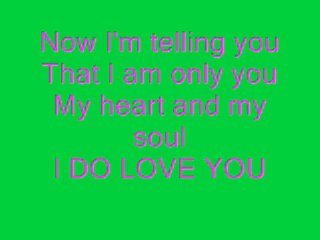 Now I'm telling you
That I am only you
My heart and my
soul
I DO LOVE YOU